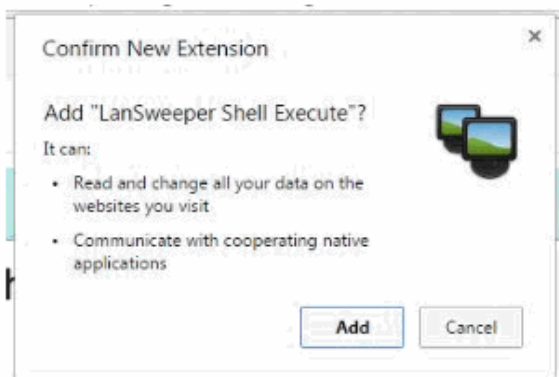 Confirm New Extension
Add "LanSweeper Shell Execute"?
It can:
• Read and change all your data on the
websites you visit
• Communicate with cooperating native
applications
Add
Cancel